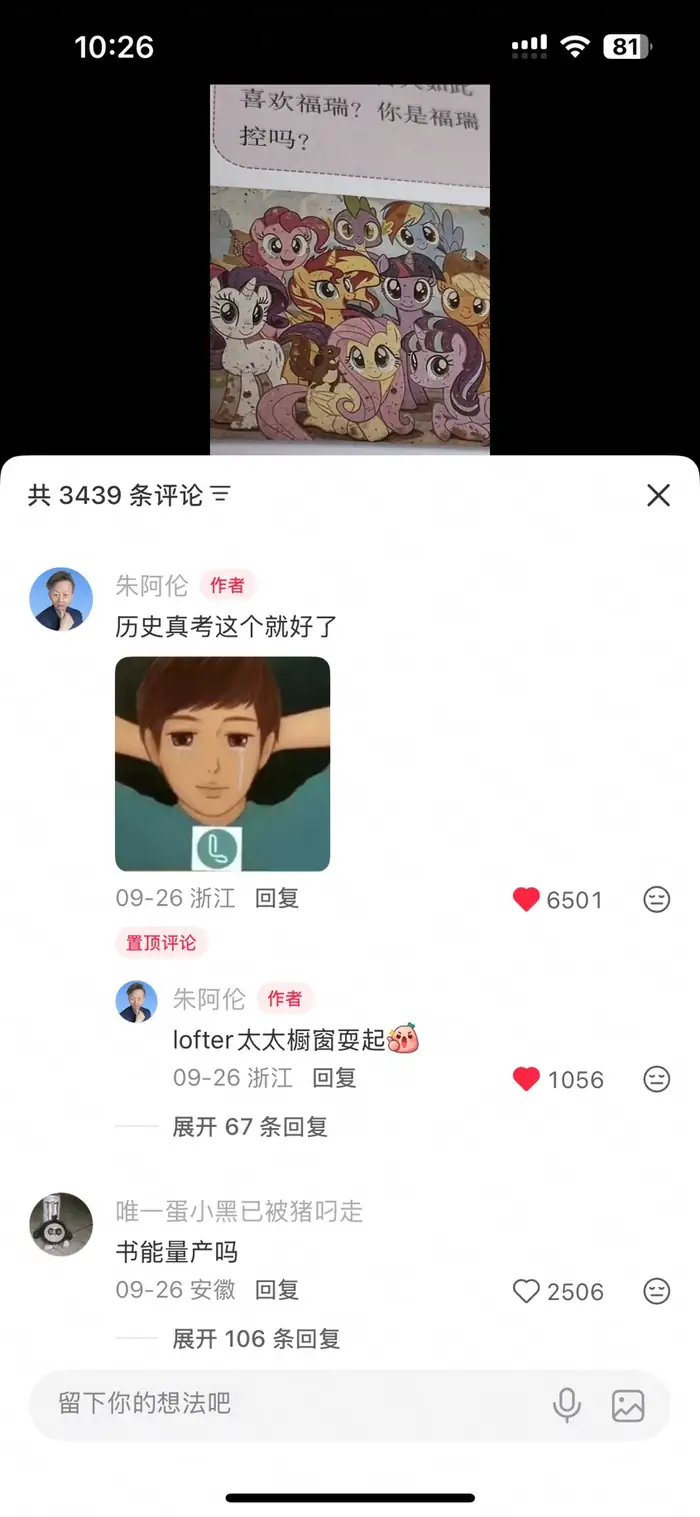 10:26
81
喜欢福瑞？你是福瑞
控吗？
共 3439 条评论
朱阿伦 作者
历史真考这个就好了
09-26 浙江 回复
6501
置顶评论
朱阿伦 作者
lofter太太橱窗耍起
09-26 浙江 回复
1056
展开 67 条回复
唯一蛋小黑已被猪叼走
书能量产吗
09-26 安徽 回复
2506
展开 106 条回复
留下你的想法吧